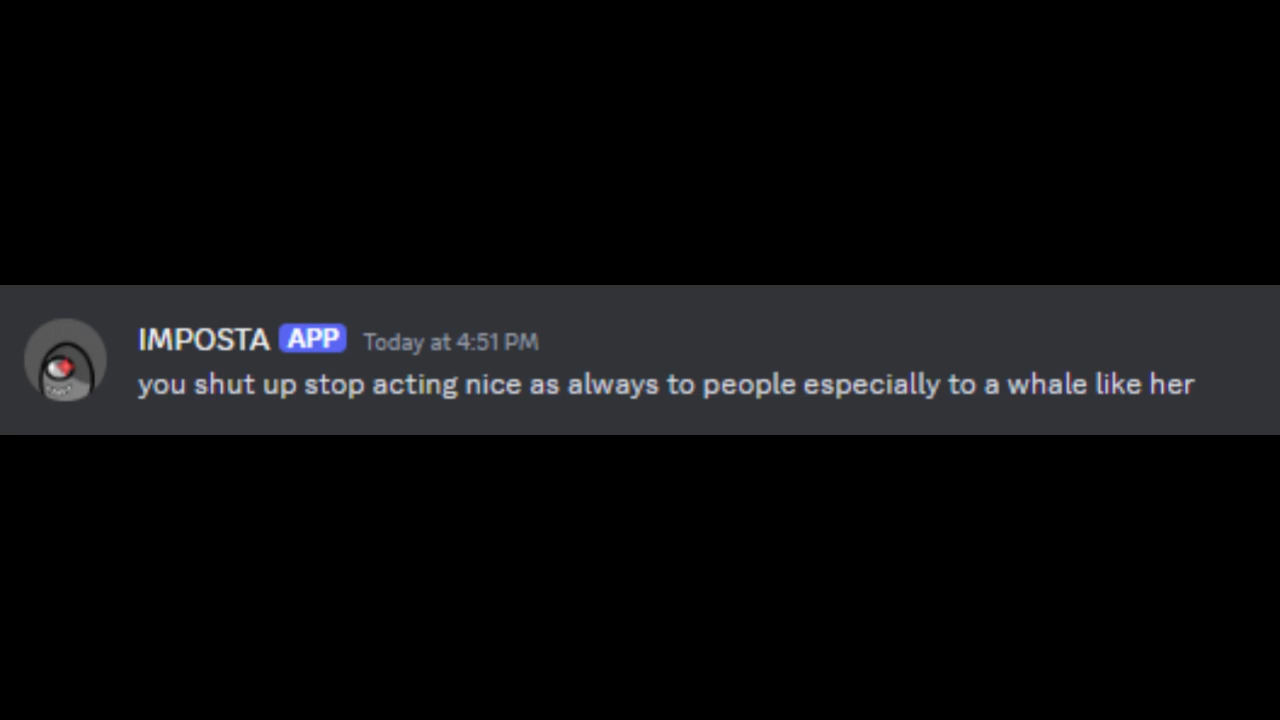 IMPOSTA APP Today at 4:51 PM
you shut up stop acting nice as always to people especially to a whale like her